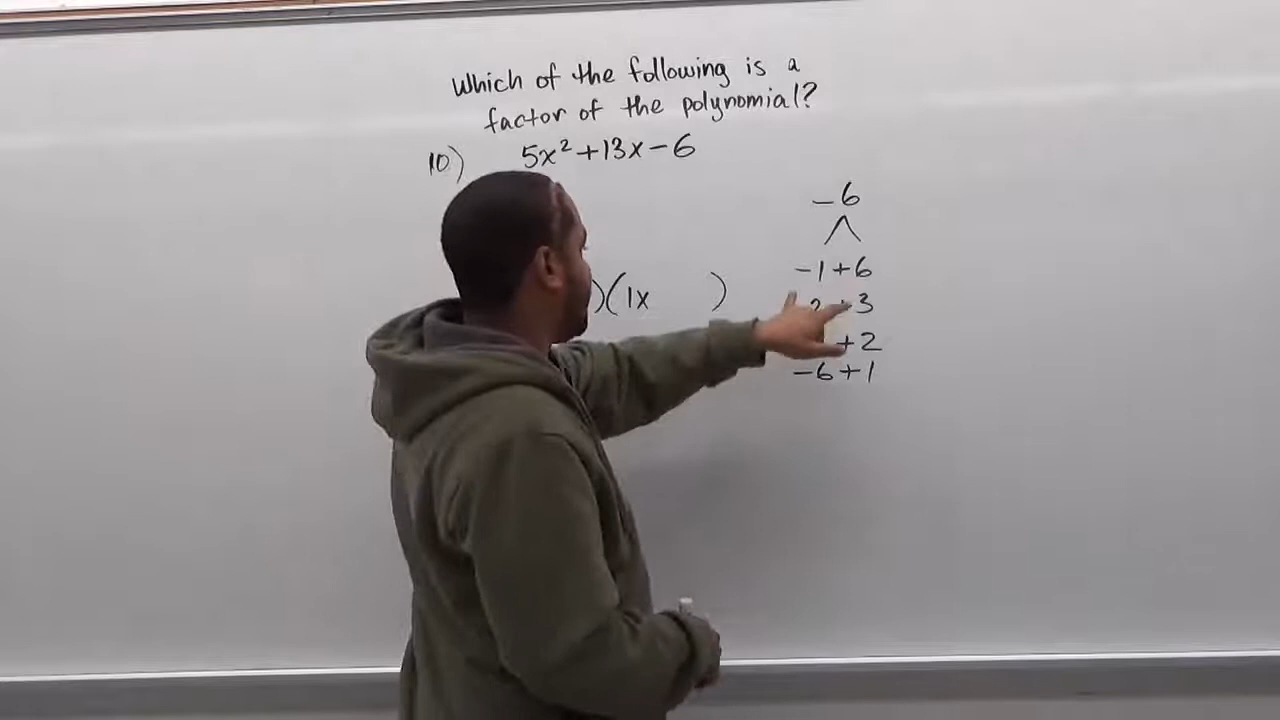 Which of the following is a
factor of the polynomial?
10) 5x² + 13x - 6
-6
-1 +6
)(1x )
2 +3
+2
-6 +1